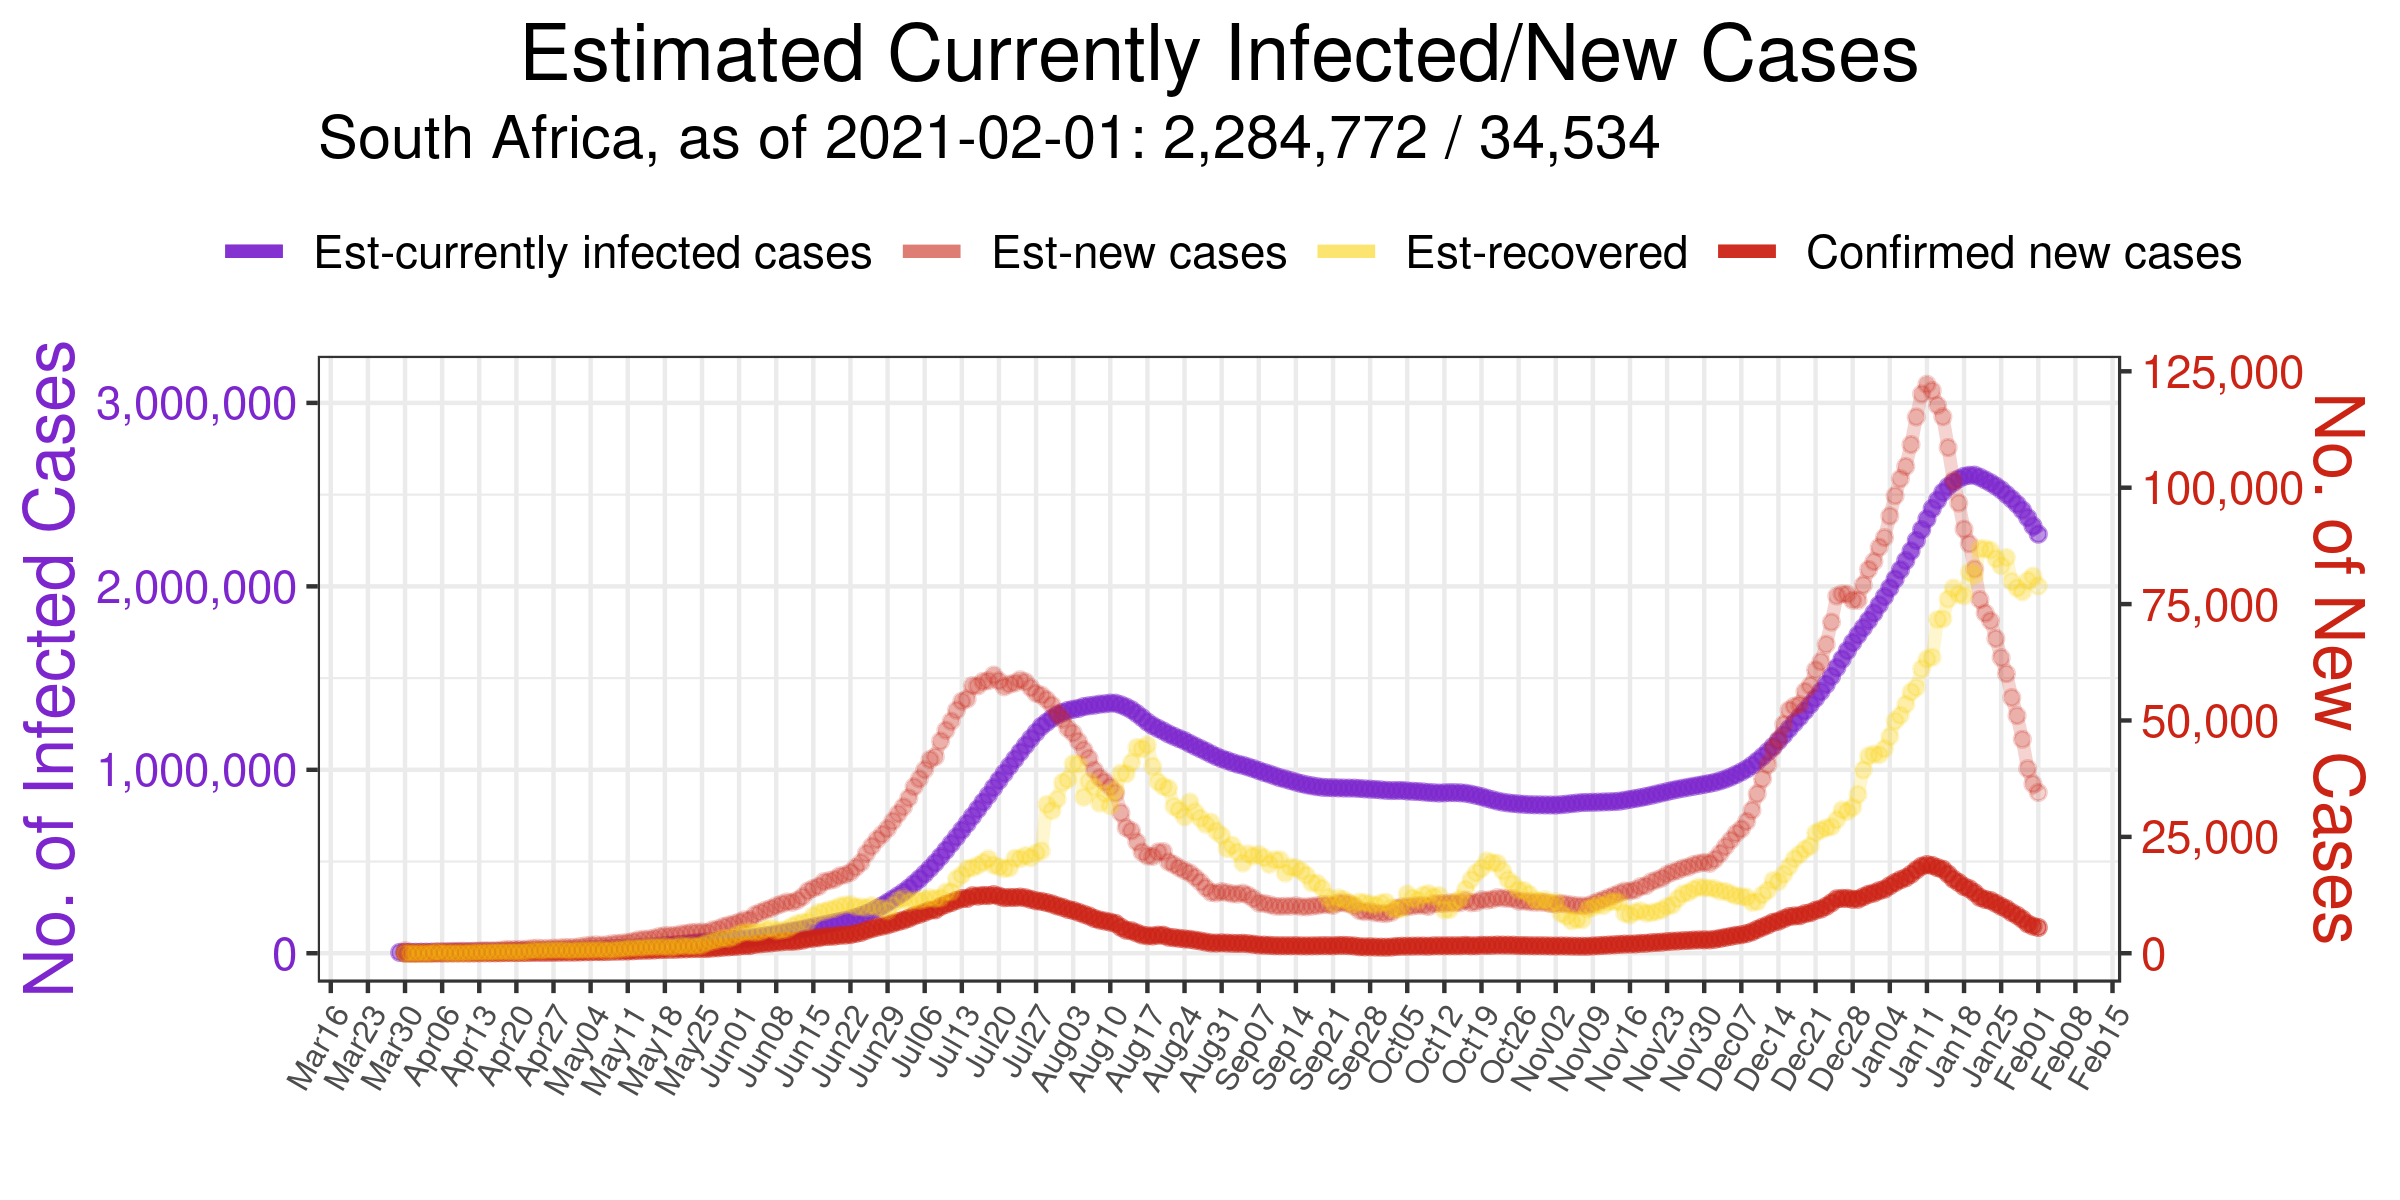 Estimated Currently Infected/New Cases
South Africa, as of 2021-02-01: 2,284,772 / 34,534
Est-currently infected cases Est-new cases Est-recovered Confirmed new cases
No. of Infected Cases
3,000,000
2,000,000
1,000,000
0
125,000
100,000
75,000
50,000
25,000
0
No. of New Cases
Mar16 Mar23 Mar30 Apr06 Apr13 Apr20 Apr27 May04 May11 May18 May25 Jun01 Jun08 Jun15 Jun22 Jun29 Jul06 Jul13 Jul20 Jul27 Aug03 Aug10 Aug17 Aug24 Aug31 Sep07 Sep14 Sep21 Sep28 Oct05 Oct12 Oct19 Oct26 Nov02 Nov09 Nov16 Nov23 Nov30 Dec07 Dec14 Dec21 Dec28 Jan04 Jan11 Jan18 Jan25 Feb01 Feb08 Feb15